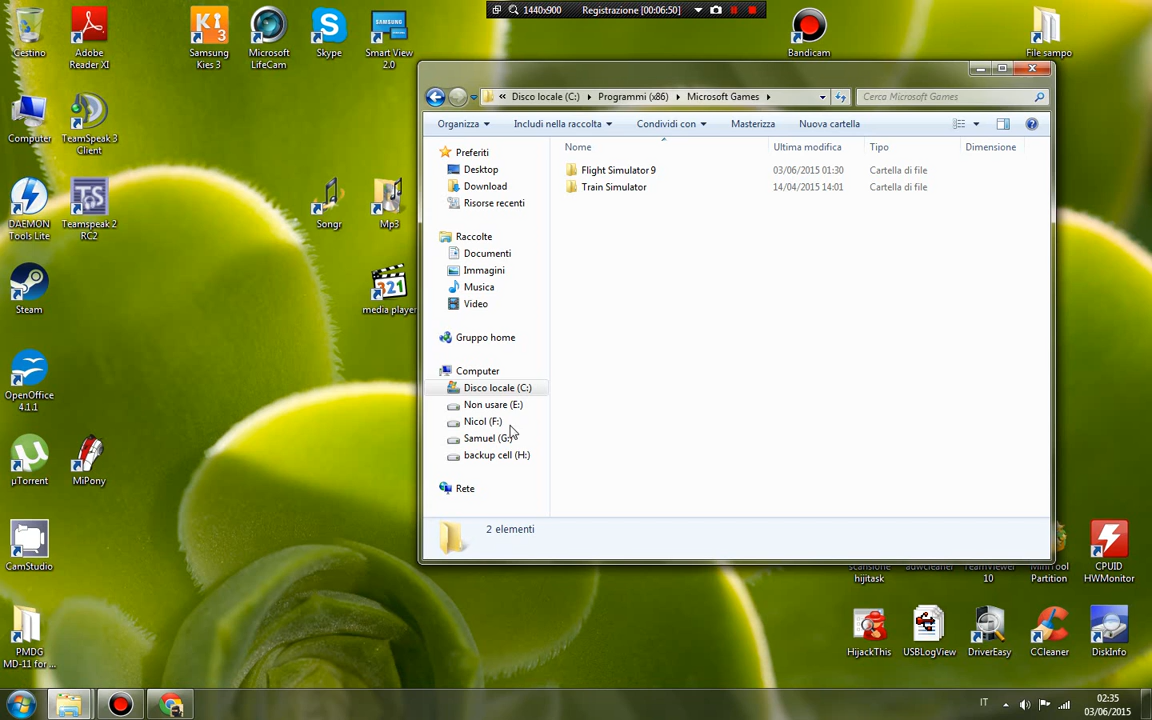 1440x900 Registrazione [00:06:50]
Cestino
Adobe Reader XI
Samsung Kies 3
Microsoft LifeCam
Skype
Smart View 2.0
Bandicam
File sampo
Computer
TeamSpeak 3 Client
DAEMON Tools Lite
Teamspeak 2 RC2
Songr
Mp3
Steam
media player
OpenOffice 4.1.1
µTorrent
MiPony
CamStudio
PMDG MD-11 for ...
« Disco locale (C:) Programmi (x86) Microsoft Games
Cerca Microsoft Games
Organizza Includi nella raccolta Condividi con Masterizza Nuova cartella
Preferiti
Desktop
Download
Risorse recenti
Raccolte
Documenti
Immagini
Musica
Video
Gruppo home
Computer
Disco locale (C:)
Non usare (E:)
Nicol (F:)
Samuel (G:)
backup cell (H:)
Rete
Nome Ultima modifica Tipo Dimensione
Flight Simulator 9 03/06/2015 01:30 Cartella di file
Train Simulator 14/04/2015 14:01 Cartella di file
2 elementi
hijitask
10
Partition
CPUID HWMonitor
HijackThis
USBLogView
DriverEasy
CCleaner
DiskInfo
IT
02:35
03/06/2015